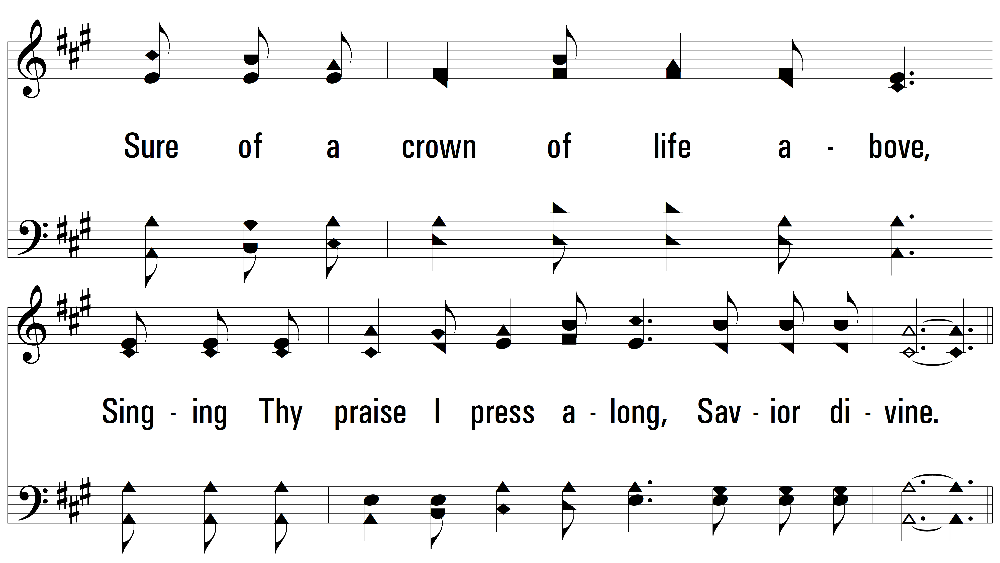 Sure of a crown of life a - bove,
Sing - ing Thy praise I press a - long, Sav - ior di - vine.